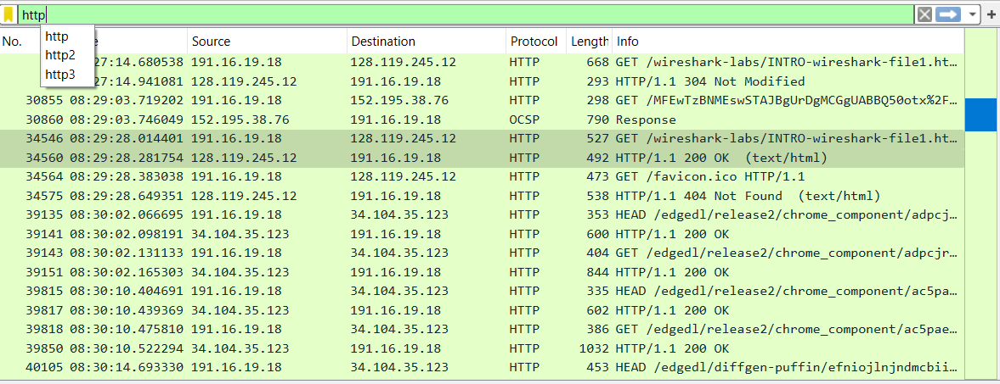 http
No. e Source Destination Protocol Length Info
http
http2
http3
27:14.680538 191.16.19.18 128.119.245.12 HTTP 668 GET /wireshark-labs/INTRO-wireshark-file1.ht…
27:14.941081 128.119.245.12 191.16.19.18 HTTP 293 HTTP/1.1 304 Not Modified
30855 08:29:03.719202 191.16.19.18 152.195.38.76 HTTP 298 GET /MFEwTzBNMEswSTAJBgUrDgMCGgUABBQ50otx%2F…
30860 08:29:03.746049 152.195.38.76 191.16.19.18 OCSP 790 Response
34546 08:29:28.014401 191.16.19.18 128.119.245.12 HTTP 527 GET /wireshark-labs/INTRO-wireshark-file1.ht…
34560 08:29:28.281754 128.119.245.12 191.16.19.18 HTTP 492 HTTP/1.1 200 OK (text/html)
34564 08:29:28.383038 191.16.19.18 128.119.245.12 HTTP 473 GET /favicon.ico HTTP/1.1
34575 08:29:28.649351 128.119.245.12 191.16.19.18 HTTP 538 HTTP/1.1 404 Not Found (text/html)
39135 08:30:02.066695 191.16.19.18 34.104.35.123 HTTP 353 HEAD /edgedl/release2/chrome_component/adpcj…
39141 08:30:02.098191 34.104.35.123 191.16.19.18 HTTP 600 HTTP/1.1 200 OK
39143 08:30:02.131133 191.16.19.18 34.104.35.123 HTTP 404 GET /edgedl/release2/chrome_component/adpcjr…
39151 08:30:02.165303 34.104.35.123 191.16.19.18 HTTP 844 HTTP/1.1 200 OK
39815 08:30:10.404691 191.16.19.18 34.104.35.123 HTTP 335 HEAD /edgedl/release2/chrome_component/ac5pa…
39817 08:30:10.439369 34.104.35.123 191.16.19.18 HTTP 602 HTTP/1.1 200 OK
39818 08:30:10.475810 191.16.19.18 34.104.35.123 HTTP 386 GET /edgedl/release2/chrome_component/ac5pae…
39850 08:30:10.522294 34.104.35.123 191.16.19.18 HTTP 1032 HTTP/1.1 200 OK
40105 08:30:14.693330 191.16.19.18 34.104.35.123 HTTP 453 HEAD /edgedl/diffgen-puffin/efniojlnjndmcbii…